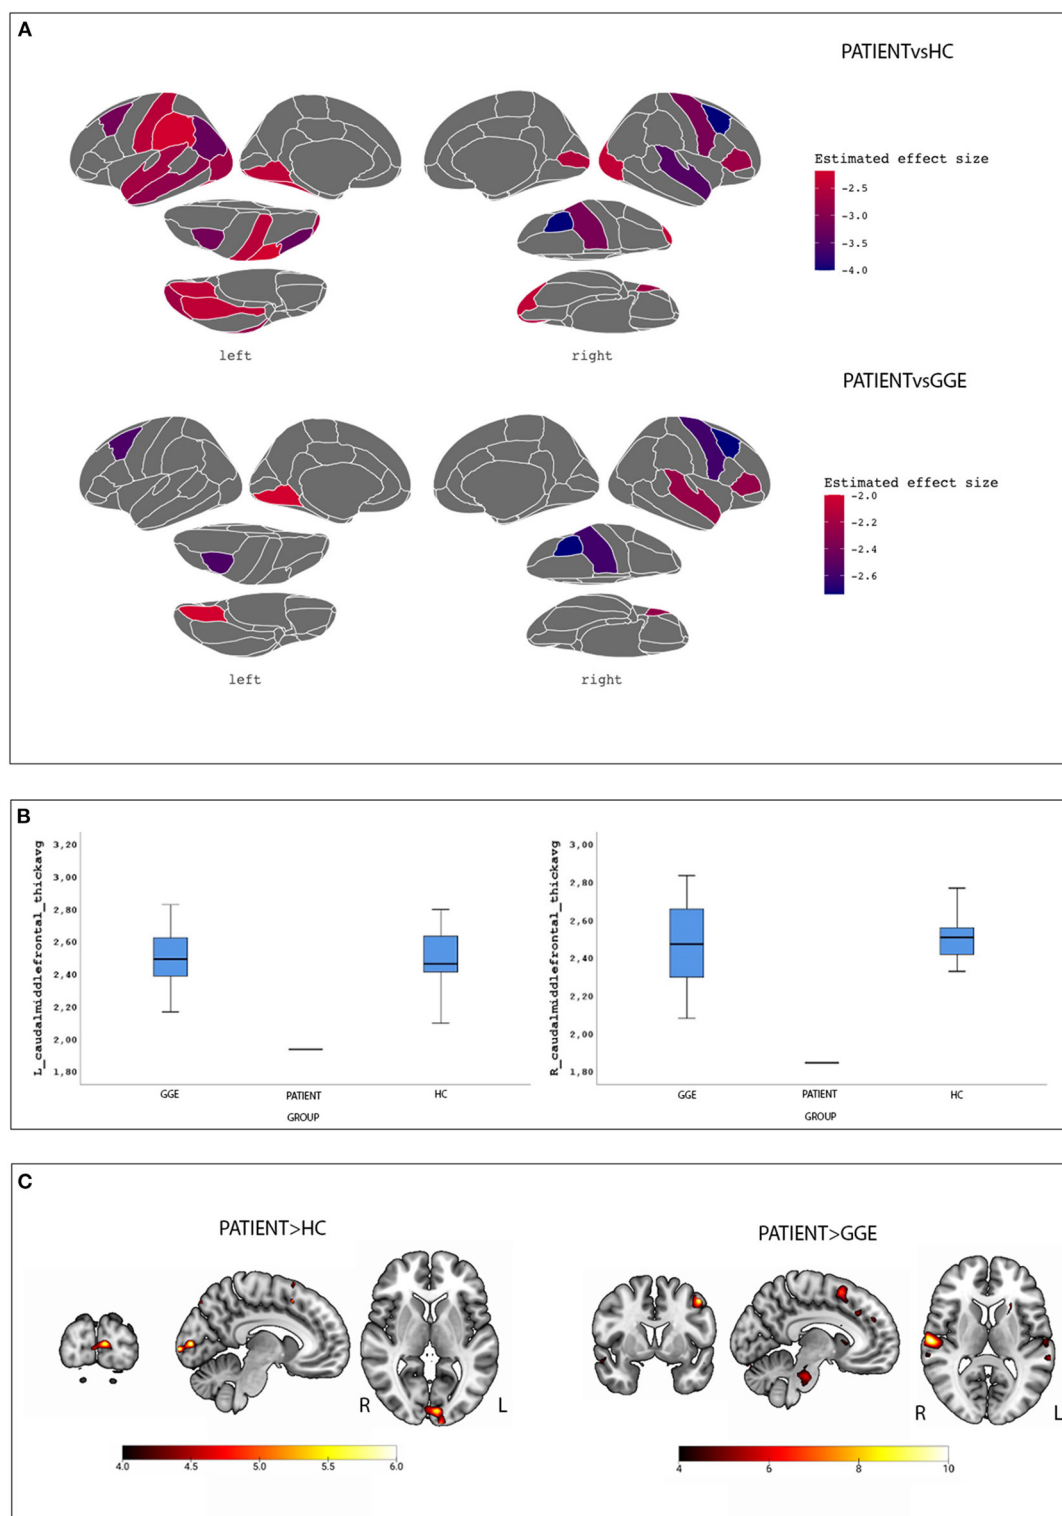 A
PATIENTvsHC
Estimated effect size
-2.5
-3.0
-3.5
-4.0
left
right
PATIENTvsGGE
Estimated effect size
-2.0
-2.2
-2.4
-2.6
left
right
B
L_caudalmiddlefrontal_thickavg
3,20
3,00
2,80
2,60
2,40
2,20
2,00
1,80
GGE
PATIENT
HC
GROUP
R_caudalmiddlefrontal_thickavg
3,00
2,80
2,60
2,40
2,20
2,00
1,80
GGE
PATIENT
HC
GROUP
C
PATIENT>HC
R
L
4.0
4.5
5.0
5.5
6.0
PATIENT>GGE
R
L
4
6
8
10